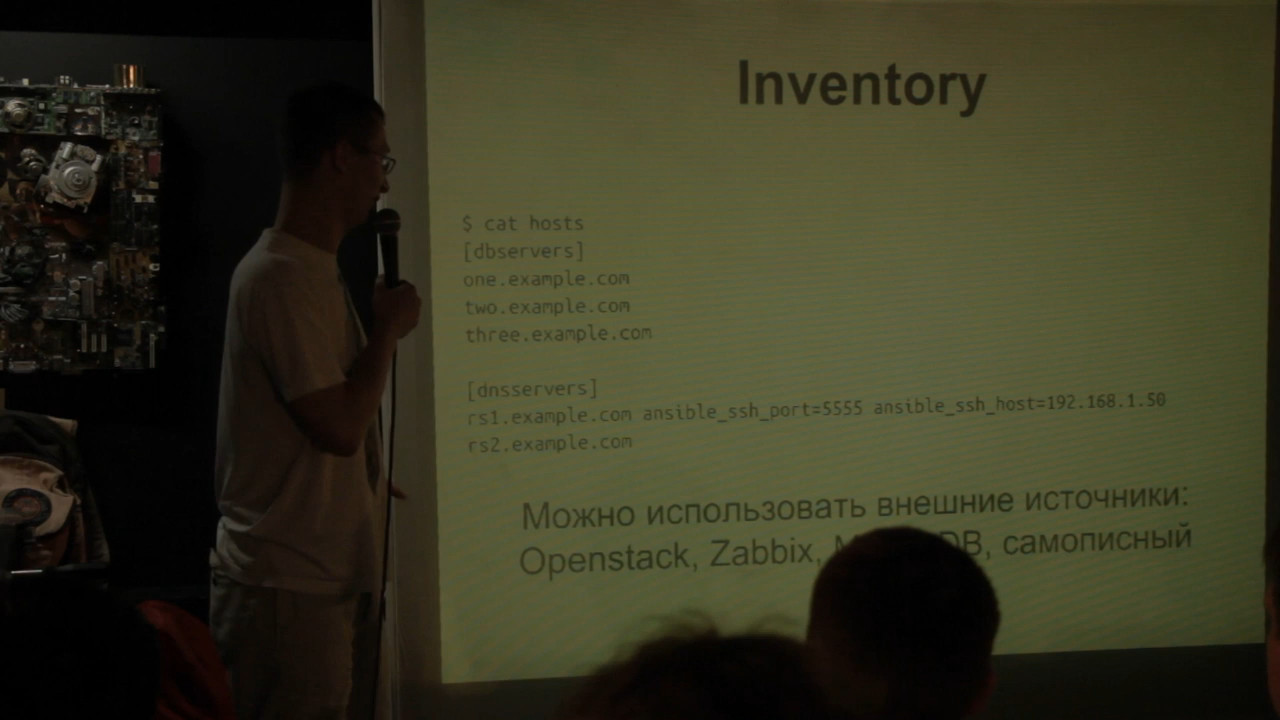 Inventory
$ cat hosts
[dbservers]
one.example.com
two.example.com
three.example.com
[dnsservers]
rs1.example.com ansible_ssh_port=5555 ansible_ssh_host=192.168.1.50
rs2.example.com
Можно использовать внешние источники:
Openstack, Zabbix, самописный